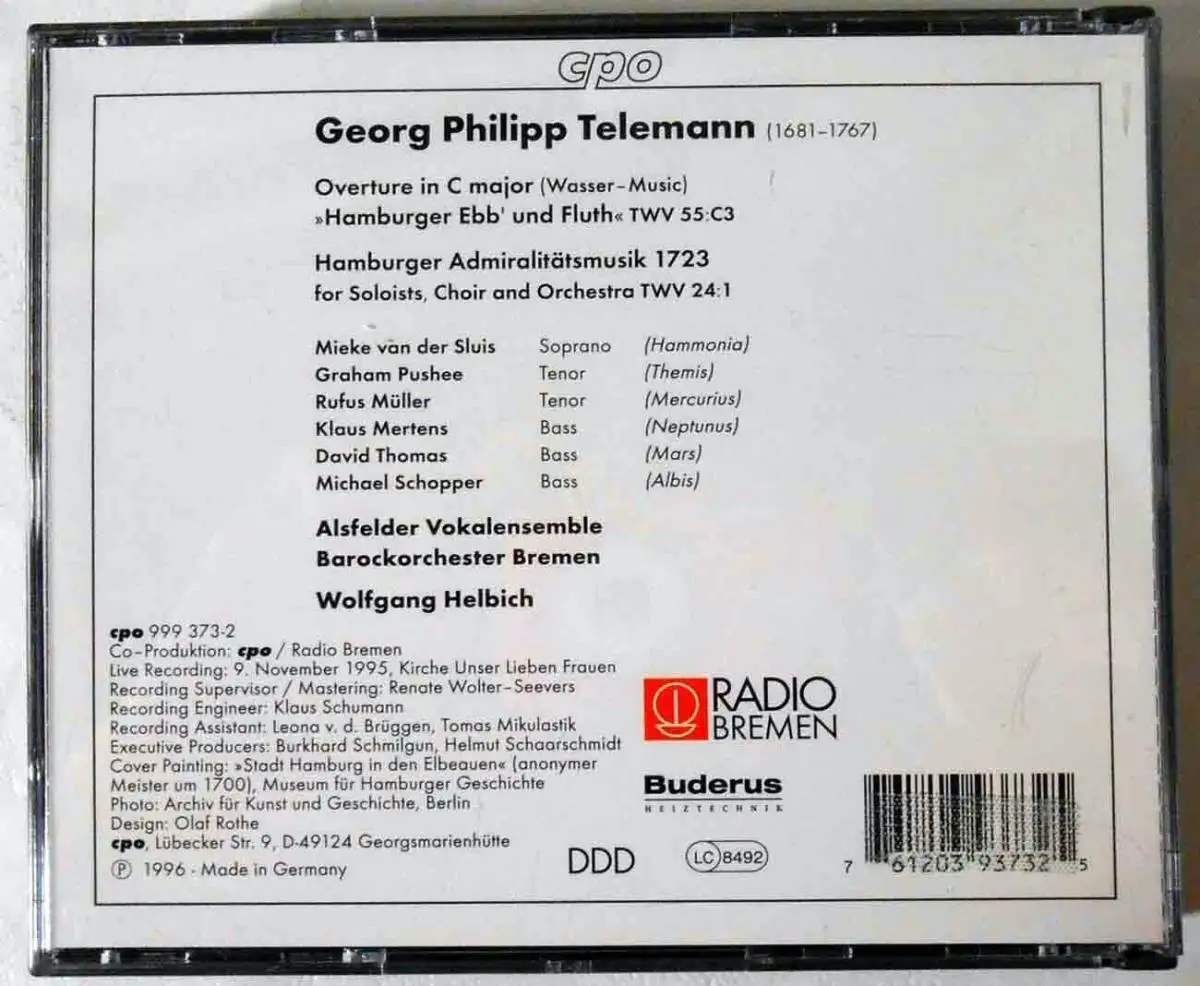 cpo
Georg Philipp Telemann (1681–1767)
Overture in C major (Wasser–Music)
»Hamburger Ebb' und Fluth« TWV 55:C3
Hamburger Admiralitätsmusik 1723
for Soloists, Choir and Orchestra TWV 24:1
Mieke van der Sluis Soprano (Hammonia)
Graham Pushee Tenor (Themis)
Rufus Müller Tenor (Mercurius)
Klaus Mertens Bass (Neptunus)
David Thomas Bass (Mars)
Michael Schopper Bass (Albis)
Alsfelder Vokalensemble
Barockorchester Bremen
Wolfgang Helbich
cpo 999 373-2
Co–Produktion: cpo / Radio Bremen
Live Recording: 9. November 1995, Kirche Unser Lieben Frauen
Recording Supervisor / Mastering: Renate Wolter–Seevers
Recording Engineer: Klaus Schumann
Recording Assistant: Leona v. d. Brüggen, Tomas Mikulastik
Executive Producers: Burkhard Schmilgun, Helmut Schaarschmidt
Cover Painting: »Stadt Hamburg in den Elbeauen« (anonymer
Meister um 1700), Museum für Hamburger Geschichte
Photo: Archiv für Kunst und Geschichte, Berlin
Design: Olaf Rothe
cpo, Lübecker Str. 9, D-49124 Georgsmarienhütte
℗ 1996 · Made in Germany
RADIO
BREMEN
Buderus
HEIZTECHNIK
DDD
LC 8492
7 61203 93732 5